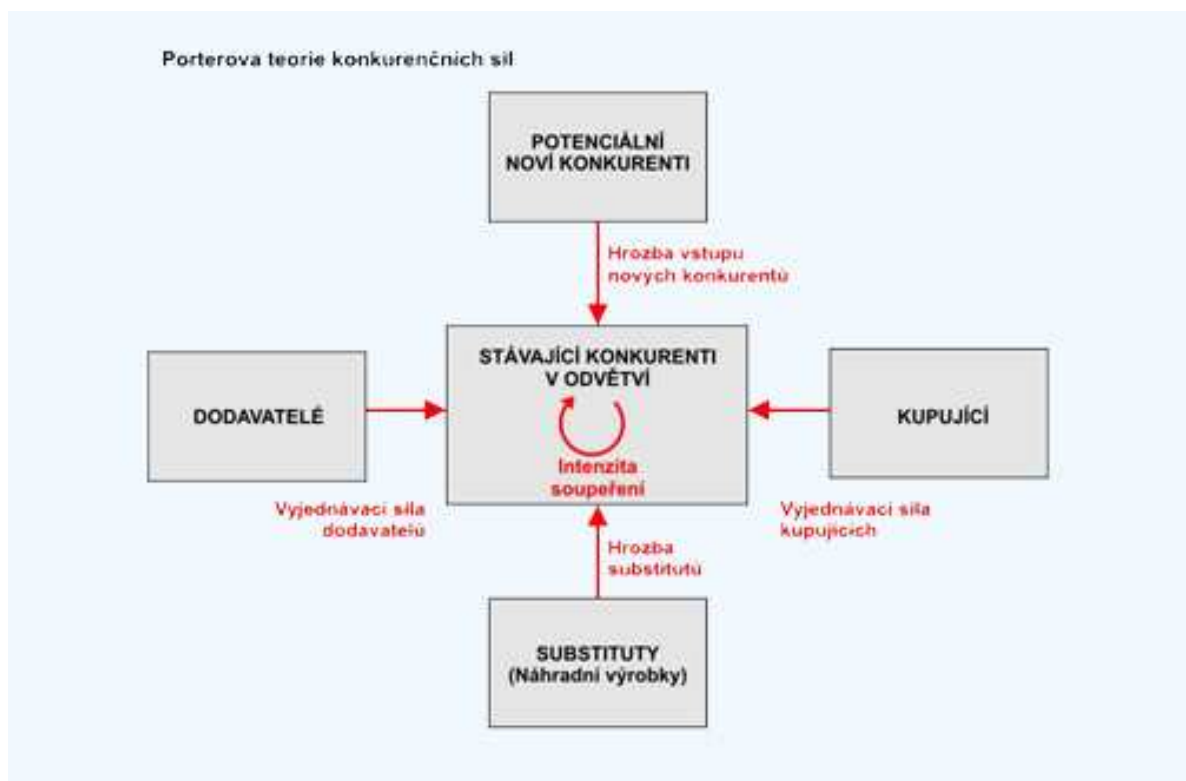 Porterova teorie konkurenčních sil
POTENCIÁLNÍ
NOVÍ KONKURENTI
Hrozba vstupu
nových konkurentů
STÁVAJÍCÍ KONKURENTI
V ODVĚTVÍ
Intenzita
soupeření
DODAVATELÉ
Vyjednávací síla
dodavatelů
KUPUJÍCÍ
Vyjednávací síla
kupujících
Hrozba
substitutů
SUBSTITUTY
(Náhradní výrobky)